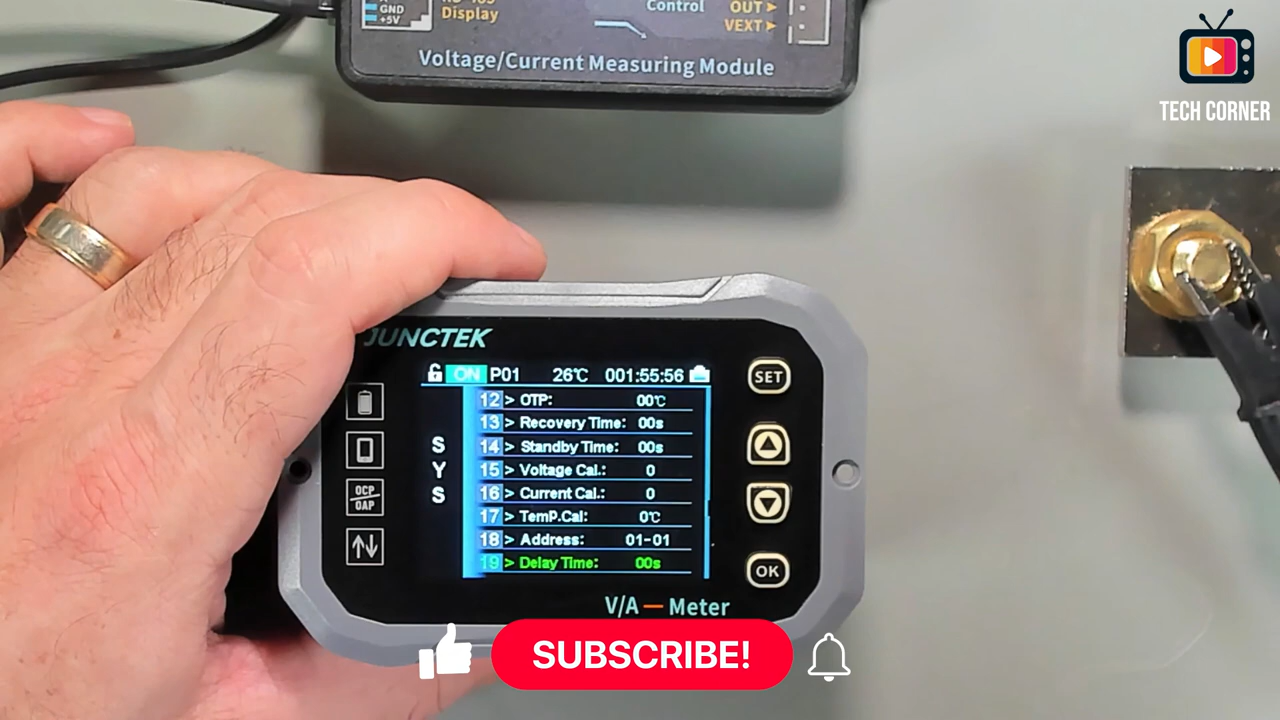 GND
+5V
Display
Control
OUT
VEXT
Voltage/Current Measuring Module
TECH CORNER
JUNCTEK
ON P01 26℃ 001:55:56
12 > OTP: 00℃
13 > Recovery Time: 00s
14 > Standby Time: 00s
15 > Voltage Cal.: 0
16 > Current Cal.: 0
17 > TemP.Cal: 0℃
18 > Address: 01-01
19 > Delay Time: 00s
SYS
OCP
OAP
SET
OK
V/A — Meter
SUBSCRIBE!